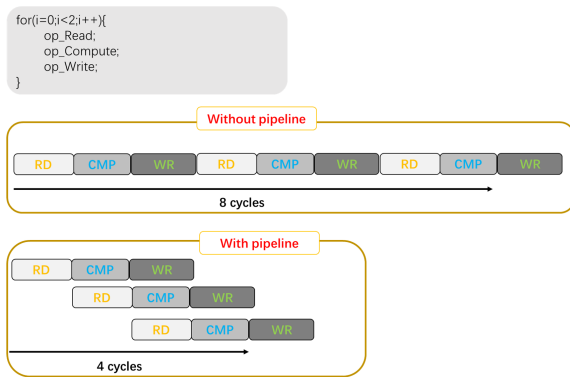 for(i=0;i<2;i++){
op_Read;
op_Compute;
op_Write;
}
Without pipeline
RD CMP WR RD CMP WR RD CMP WR
8 cycles
With pipeline
RD CMP WR
RD CMP WR
RD CMP WR
4 cycles